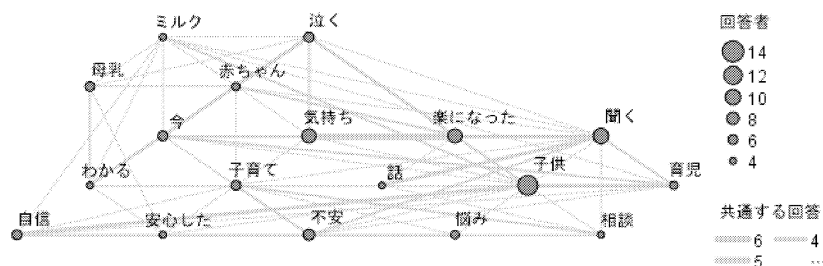 ミルク 泣く 回答者
14
母乳 赤ちゃん 12
10
今 気持ち 楽になった 聞く 8
6
わかる 子育て 話 子供 育児 4
自信 安心した 不安 悩み 相談 共通する回答
6 4
5 ...